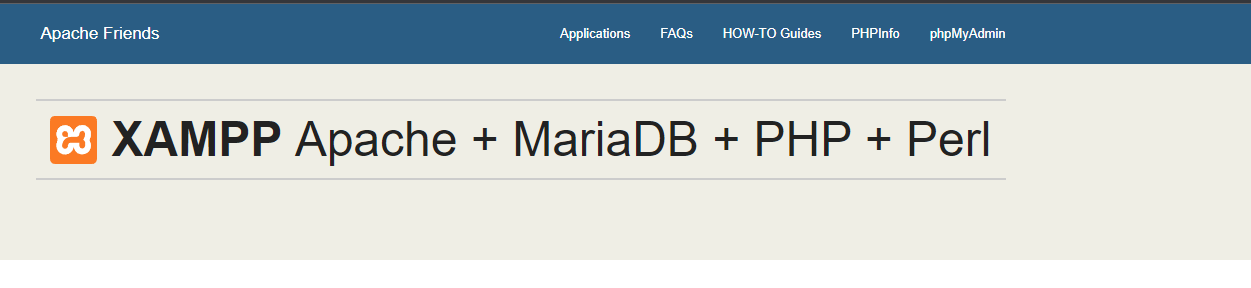 Apache Friends Applications FAQs HOW-TO Guides PHPInfo phpMyAdmin
XAMPP Apache + MariaDB + PHP + Perl